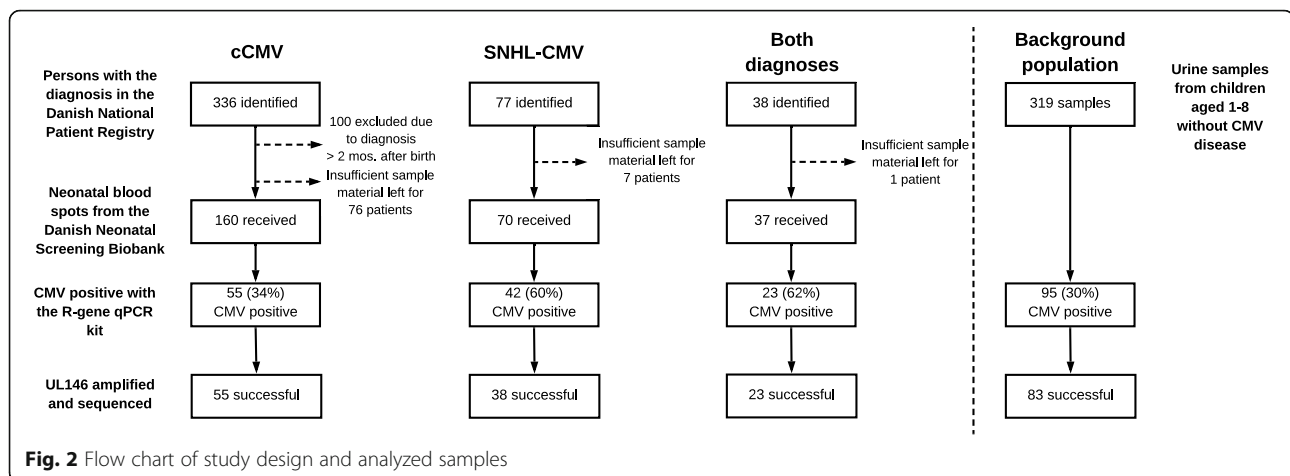 cCMV
SNHL-CMV
Both
diagnoses
Background
population
Persons with the
diagnosis in the
Danish National
Patient Registry
336 identified
77 identified
38 identified
319 samples
Urine samples
from children
aged 1-8
without CMV
disease
100 excluded due
to diagnosis
> 2 mos. after birth
Insufficient sample
material left for
76 patients
Insufficient sample
material left for
7 patients
Insufficient sample
material left for
1 patient
Neonatal blood
spots from the
Danish Neonatal
Screening Biobank
160 received
70 received
37 received
CMV positive with
the R-gene qPCR
kit
55 (34%)
CMV positive
42 (60%)
CMV positive
23 (62%)
CMV positive
95 (30%)
CMV positive
UL146 amplified
and sequenced
55 successful
38 successful
23 successful
83 successful
Fig. 2 Flow chart of study design and analyzed samples